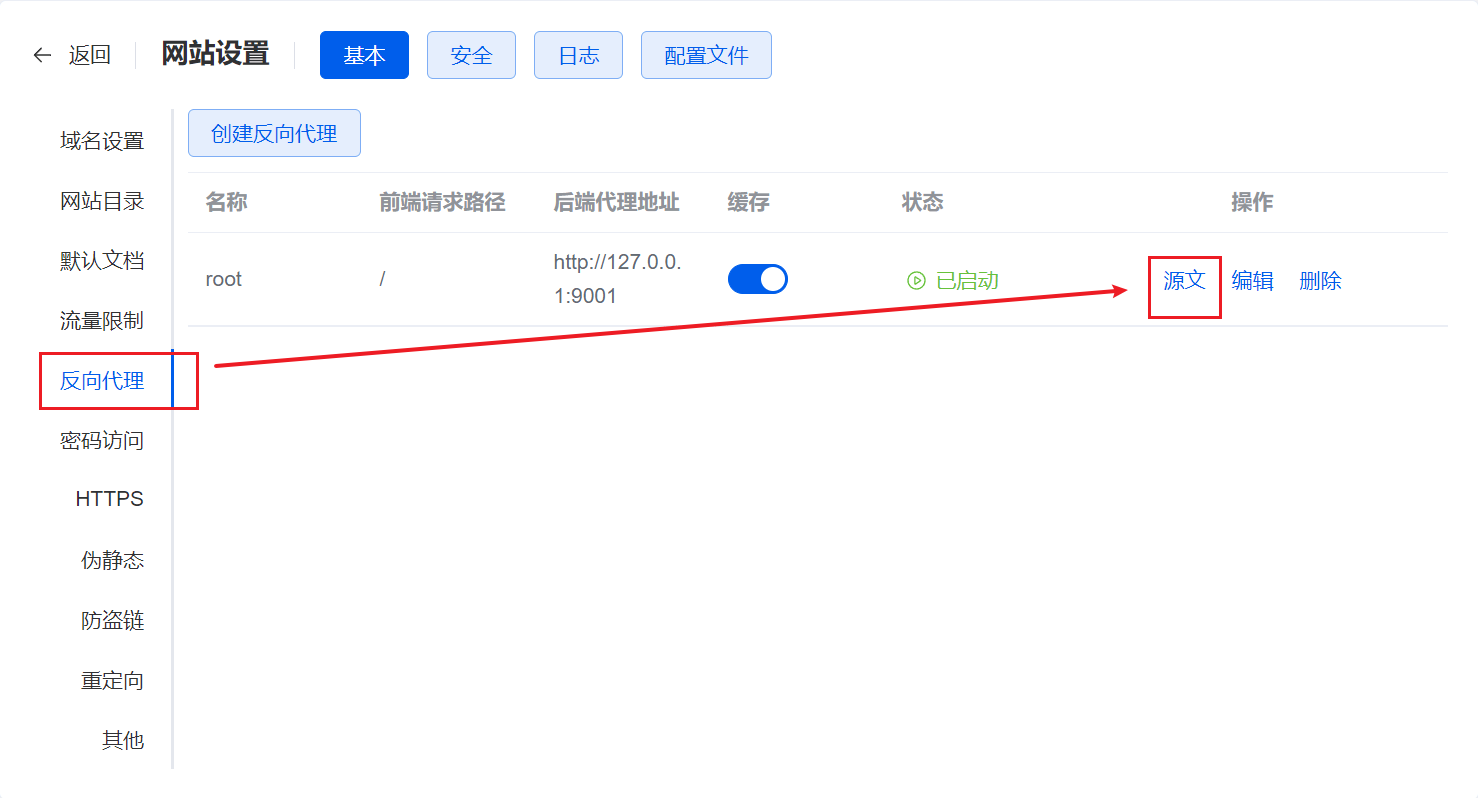 返回
网站设置
基本
安全
日志
配置文件
域名设置
网站目录
默认文档
流量限制
反向代理
密码访问
HTTPS
伪静态
防盗链
重定向
其他
创建反向代理
名称 前端请求路径 后端代理地址 缓存 状态 操作
root / http://127.0.0.
1:9001
已启动 源文 编辑 删除